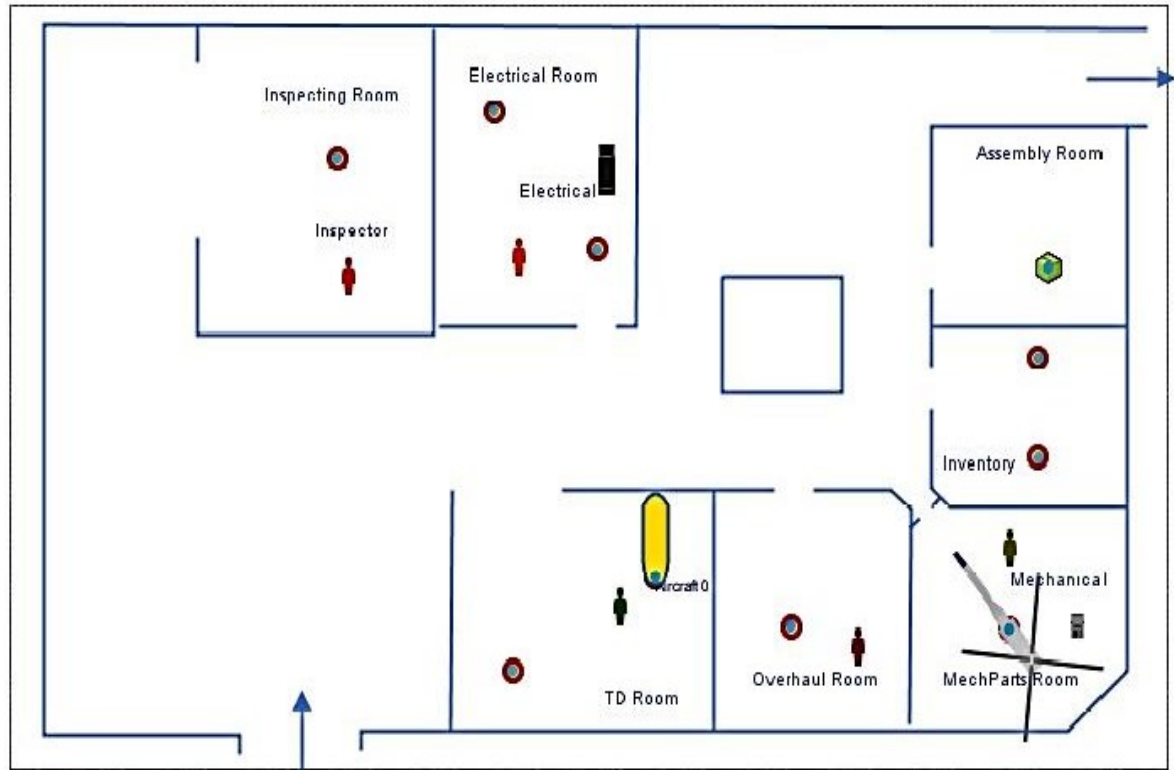 Electrical Room
Inspecting Room
Assembly Room
Electrical
Inspector
Inventory
Mechanical
Aircraft0
Overhaul Room
MechParts Room
TD Room